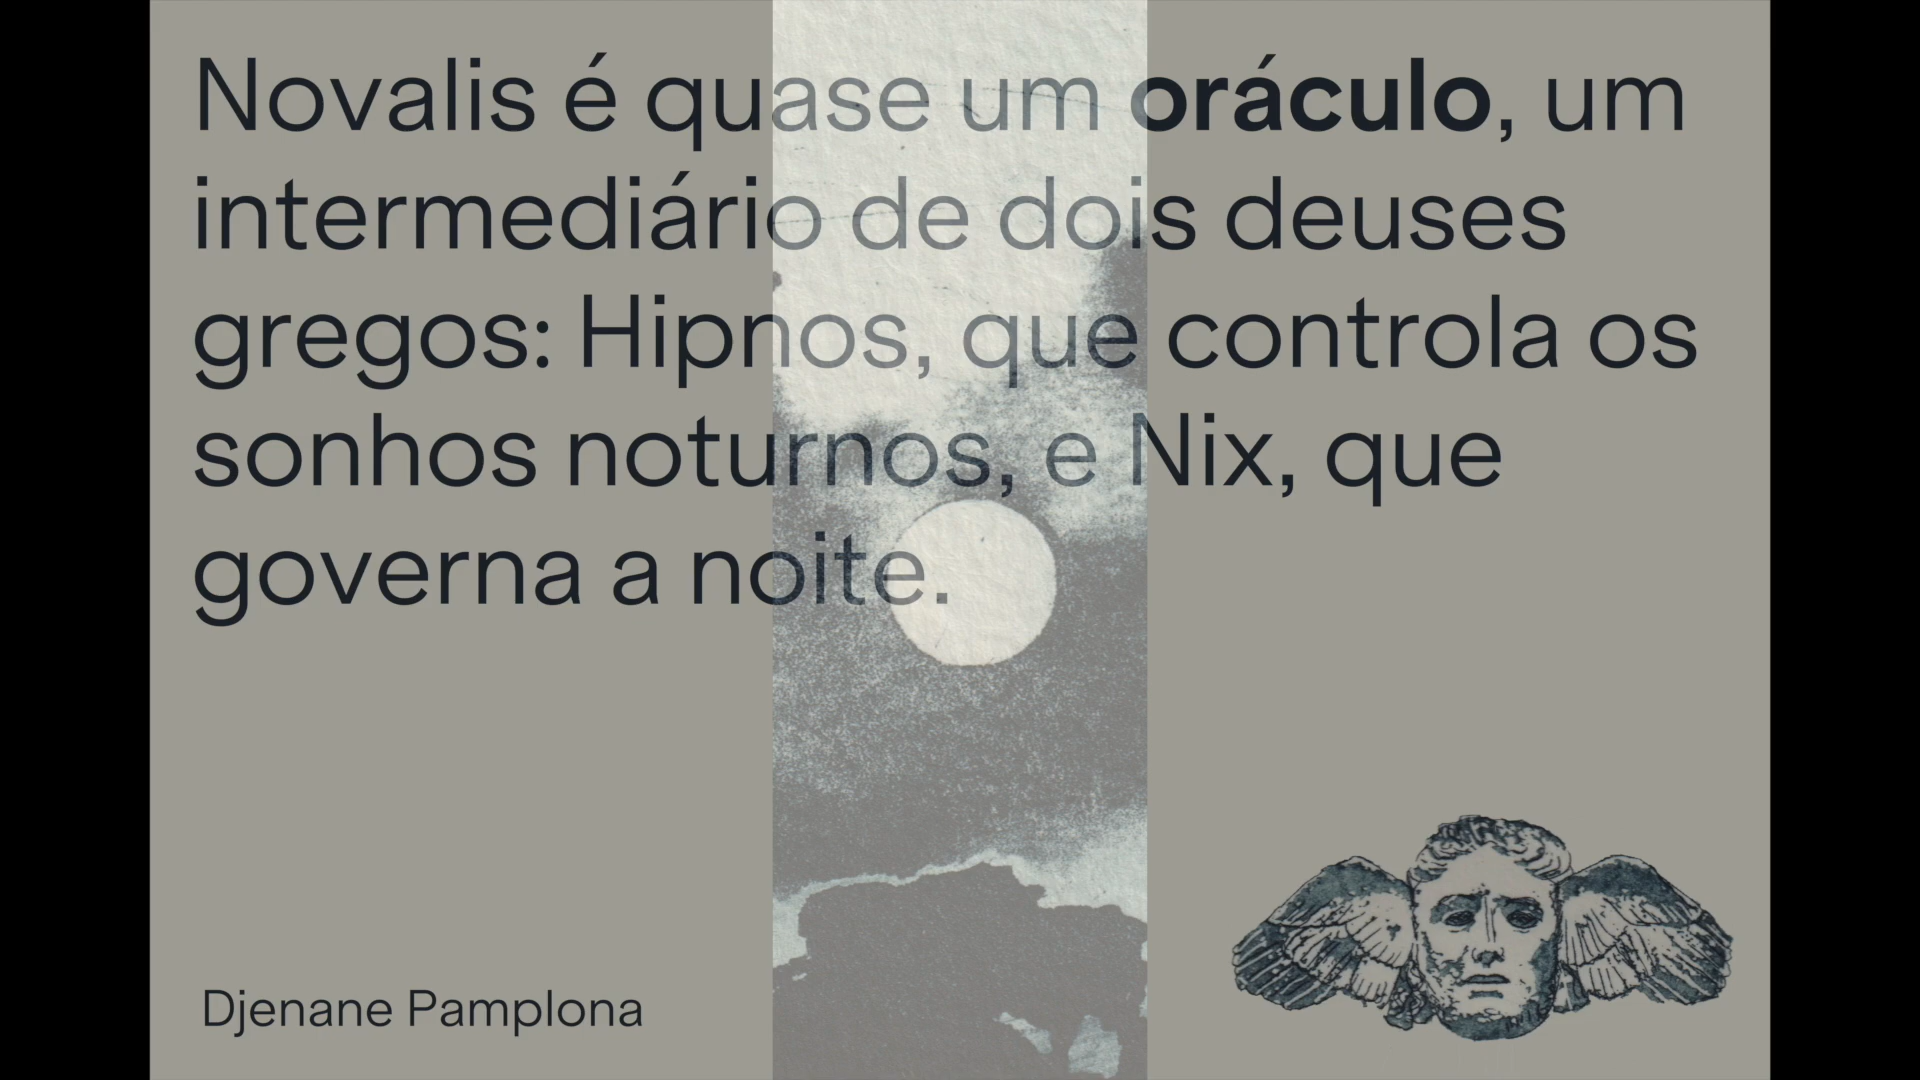 Novalis é quase um oráculo, um
intermediário de dois deuses
gregos: Hipnos, que controla os
sonhos noturnos, e Nix, que
governa a noite.
Djenane Pamplona